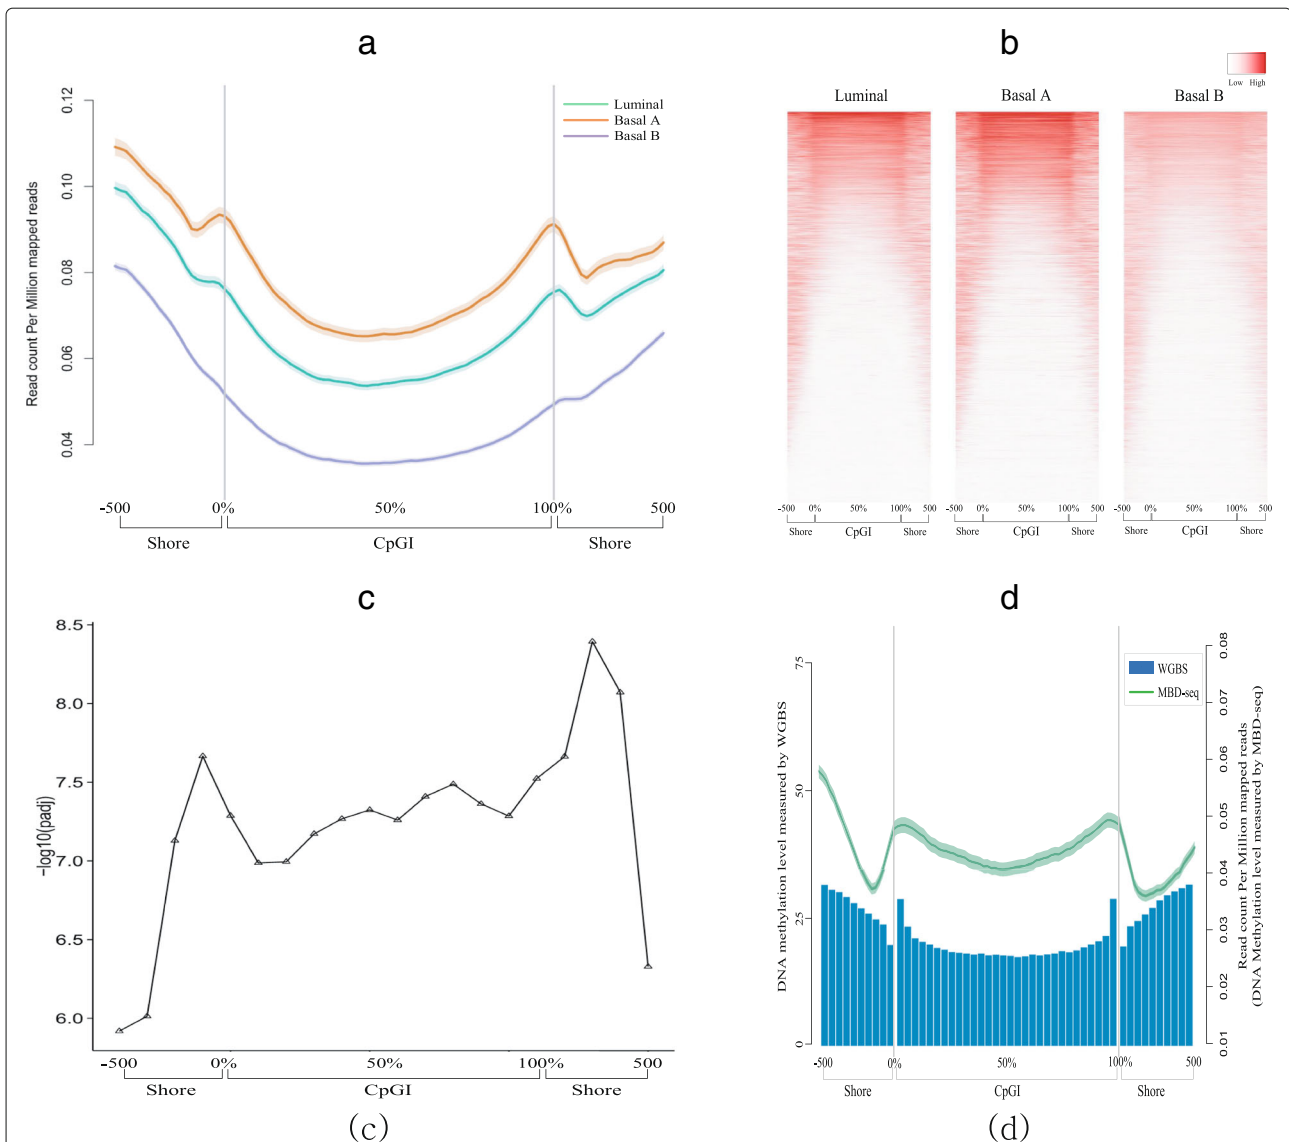 a
0.12
0.10
0.08
0.06
0.04
Read count Per Million mapped reads
Luminal
Basal A
Basal B
-500 0% 50% 100% 500
Shore CpGI Shore
b
Low High
Luminal Basal A Basal B
-500 0% 50% 100% 500 -500 0% 50% 100% 500 -500 0% 50% 100% 500
Shore CpGI Shore Shore CpGI Shore Shore CpGI Shore
c
8.5
8.0
7.5
7.0
6.5
6.0
-log10(padj)
-500 0% 50% 100% 500
Shore CpGI Shore
(c)
d
75
50
25
0
DNA methylation level measured by WGBS
WGBS
MBD-seq
0.08
0.07
0.06
0.05
0.04
0.03
0.02
0.01
Read count Per Million mapped reads
(DNA Methylation level measured by MBD-seq)
-500 0% 50% 100% 500
Shore CpGI Shore
(d)